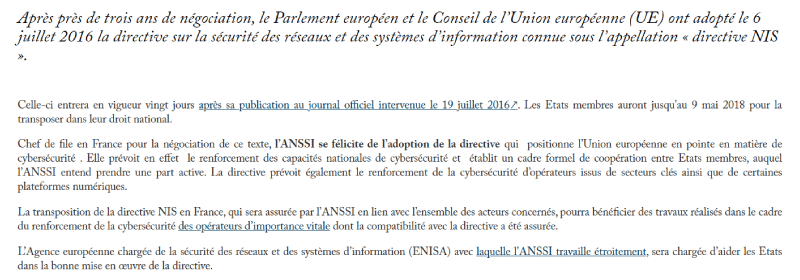 Après près de trois ans de négociation, le Parlement européen et le Conseil de l'Union européenne (UE) ont adopté le 6
juillet 2016 la directive sur la sécurité des réseaux et des systèmes d'information connue sous l'appellation « directive NIS
».
Celle-ci entrera en vigueur vingt jours après sa publication au journal officiel intervenue le 19 juillet 2016↗. Les Etats membres auront jusqu'au 9 mai 2018 pour la
transposer dans leur droit national.
Chef de file en France pour la négociation de ce texte, l'ANSSI se félicite de l'adoption de la directive qui positionne l'Union européenne en pointe en matière de
cybersécurité . Elle prévoit en effet le renforcement des capacités nationales de cybersécurité et établit un cadre formel de coopération entre Etats membres, auquel
l'ANSSI entend prendre une part active. La directive prévoit également le renforcement de la cybersécurité d'opérateurs issus de secteurs clés ainsi que de certaines
plateformes numériques.
La transposition de la directive NIS en France, qui sera assurée par l'ANSSI en lien avec l'ensemble des acteurs concernés, pourra bénéficier des travaux réalisés dans le cadre
du renforcement de la cybersécurité des opérateurs d'importance vitale dont la compatibilité avec la directive a été assurée.
L'Agence européenne chargée de la sécurité des réseaux et des systèmes d'information (ENISA) avec laquelle l'ANSSI travaille étroitement, sera chargée d'aider les Etats
dans la bonne mise en œuvre de la directive.